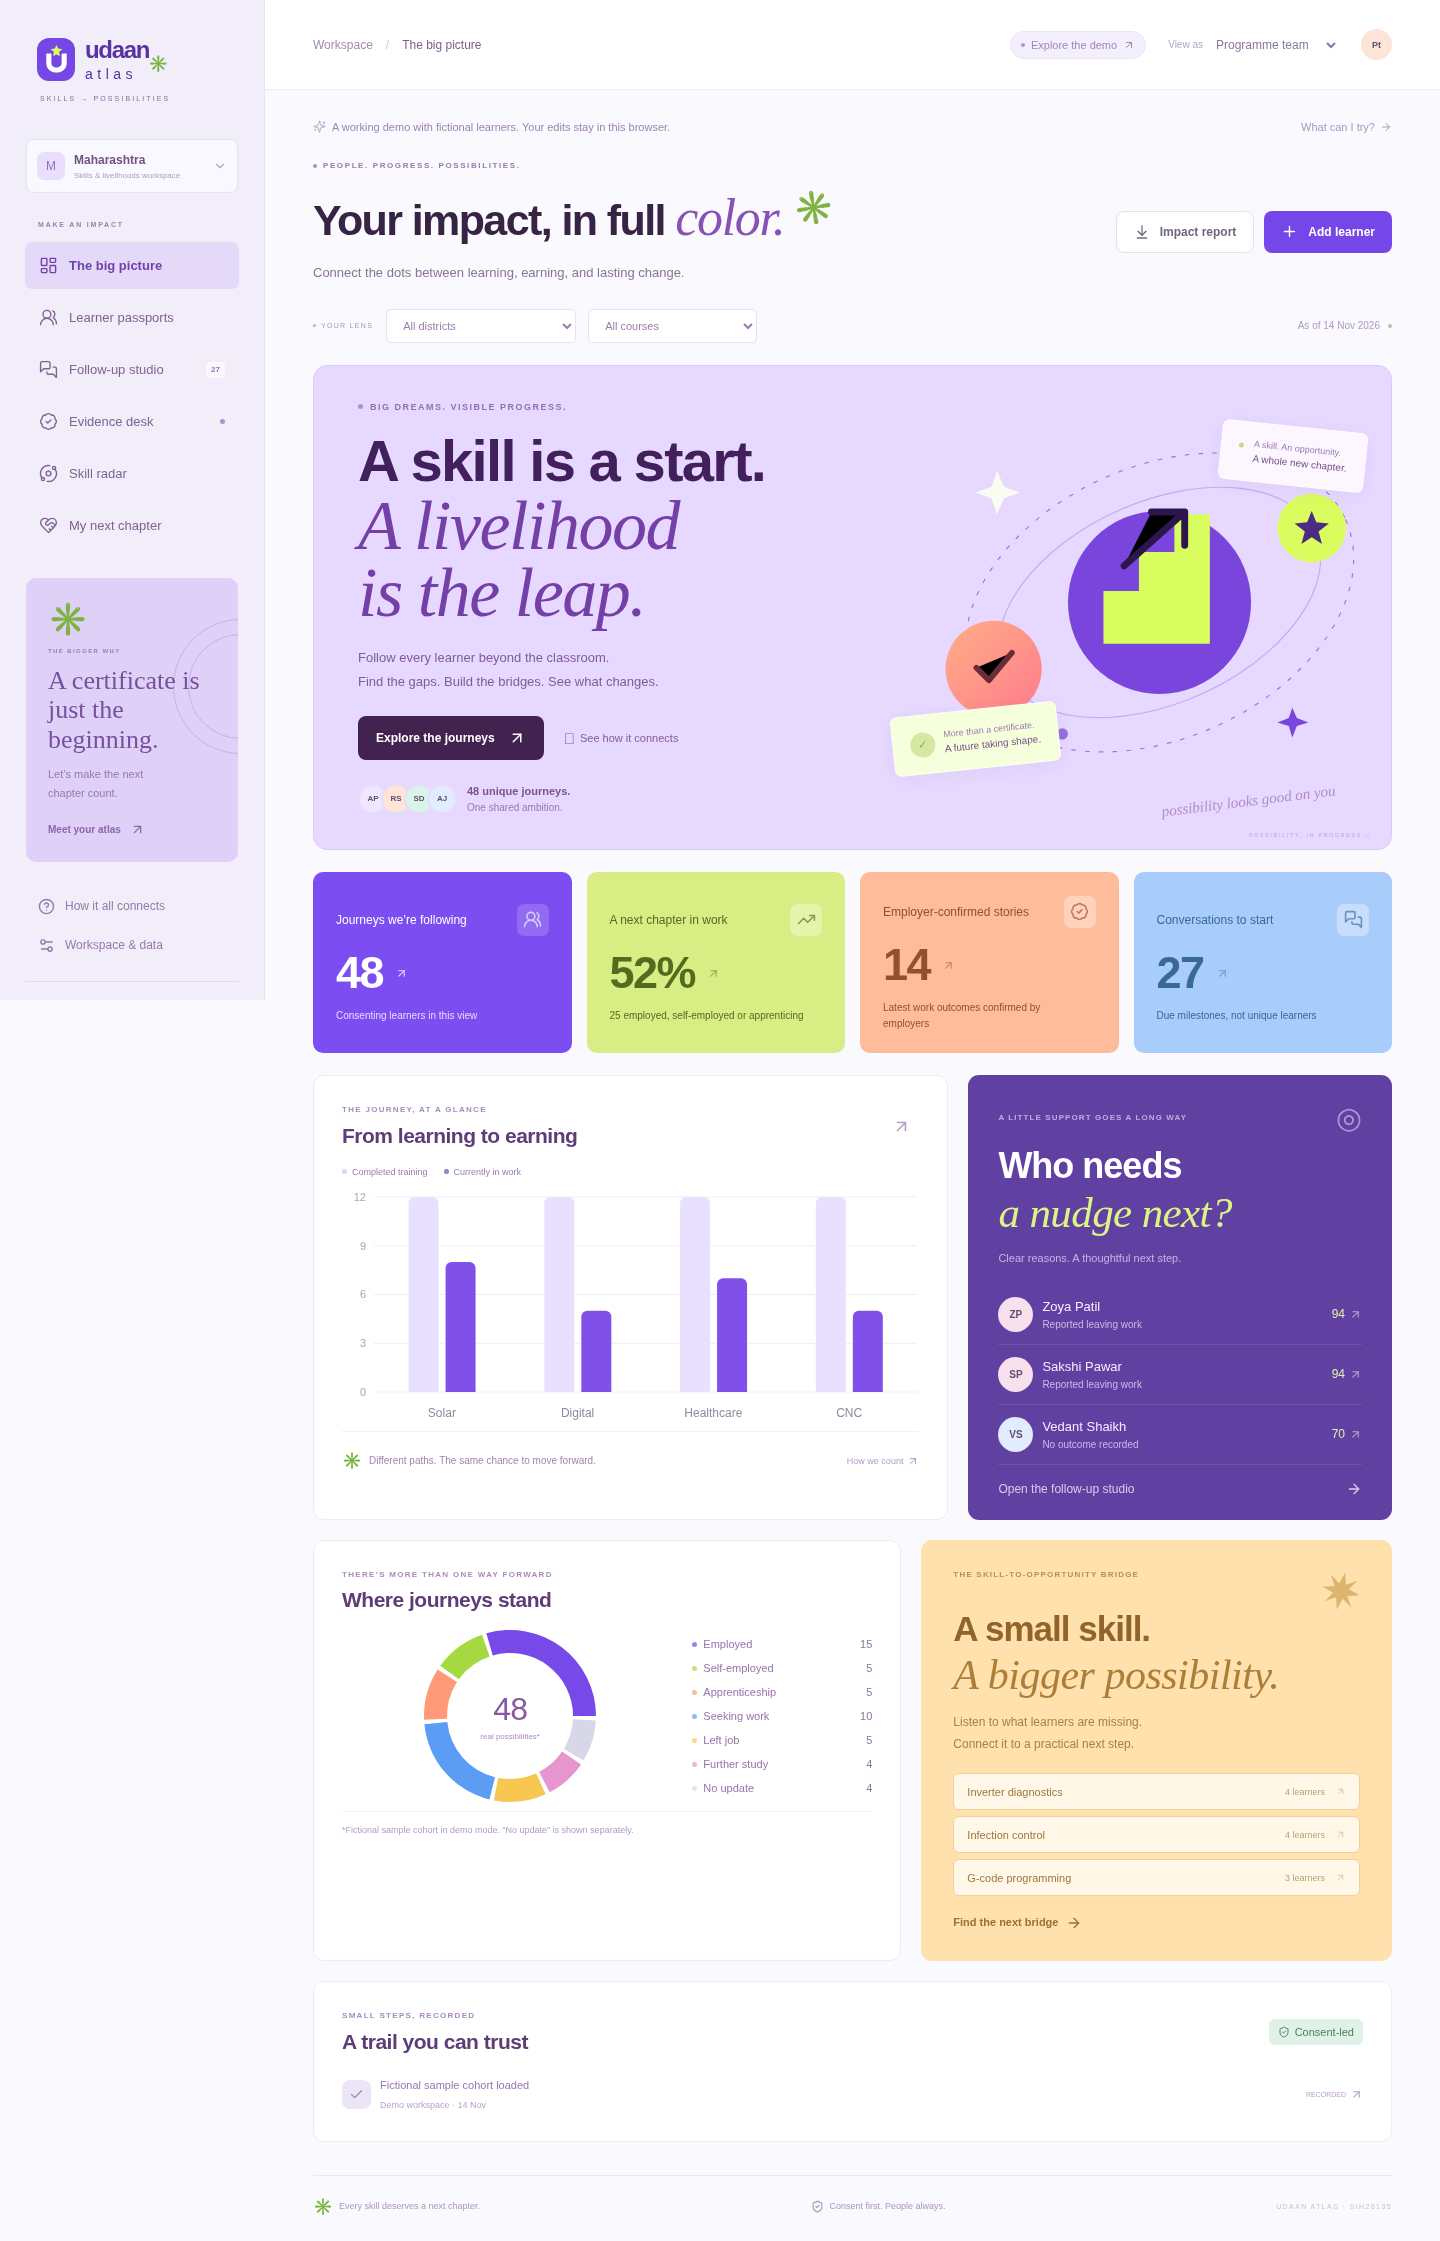 udaan
atlas
SKILLS → POSSIBILITIES
M
Maharashtra
Skills & livelihoods workspace
MAKE AN IMPACT
The big picture
Learner passports
Follow-up studio
27
Evidence desk
Skill radar
My next chapter
THE BIGGER WHY
A certificate is
just the
beginning.
Let's make the next
chapter count.
Meet your atlas
How it all connects
Workspace & data
Workspace / The big picture
Explore the demo
View as
Programme team
Pt
A working demo with fictional learners. Your edits stay in this browser.
What can I try?
PEOPLE. PROGRESS. POSSIBILITIES.
Your impact, in full color.
Connect the dots between learning, earning, and lasting change.
Impact report
Add learner
YOUR LENS
All districts
All courses
As of 14 Nov 2026
BIG DREAMS. VISIBLE PROGRESS.
A skill is a start.
A livelihood
is the leap.
Follow every learner beyond the classroom.
Find the gaps. Build the bridges. See what changes.
Explore the journeys
See how it connects
AP
RS
SD
AJ
48 unique journeys.
One shared ambition.
A skill. An opportunity.
A whole new chapter.
More than a certificate.
A future taking shape.
possibility looks good on you
POSSIBILITY, IN PROGRESS
Journeys we're following
48
Consenting learners in this view
A next chapter in work
52%
25 employed, self-employed or apprenticing
Employer-confirmed stories
14
Latest work outcomes confirmed by
employers
Conversations to start
27
Due milestones, not unique learners
THE JOURNEY, AT A GLANCE
From learning to earning
Completed training
Currently in work
12
9
6
3
0
Solar
Digital
Healthcare
CNC
Different paths. The same chance to move forward.
How we count
A LITTLE SUPPORT GOES A LONG WAY
Who needs
a nudge next?
Clear reasons. A thoughtful next step.
ZP
Zoya Patil
Reported leaving work
94
SP
Sakshi Pawar
Reported leaving work
94
VS
Vedant Shaikh
No outcome recorded
70
Open the follow-up studio
THERE'S MORE THAN ONE WAY FORWARD
Where journeys stand
48
real possibilities*
Employed 15
Self-employed 5
Apprenticeship 5
Seeking work 10
Left job 5
Further study 4
No update 4
*Fictional sample cohort in demo mode. “No update” is shown separately.
THE SKILL-TO-OPPORTUNITY BRIDGE
A small skill.
A bigger possibility.
Listen to what learners are missing.
Connect it to a practical next step.
Inverter diagnostics
4 learners
Infection control
4 learners
G-code programming
3 learners
Find the next bridge
SMALL STEPS, RECORDED
A trail you can trust
Consent-led
Fictional sample cohort loaded
Demo workspace · 14 Nov
RECORDED
Every skill deserves a next chapter.
Consent first. People always.
UDAAN ATLAS · SIH26135